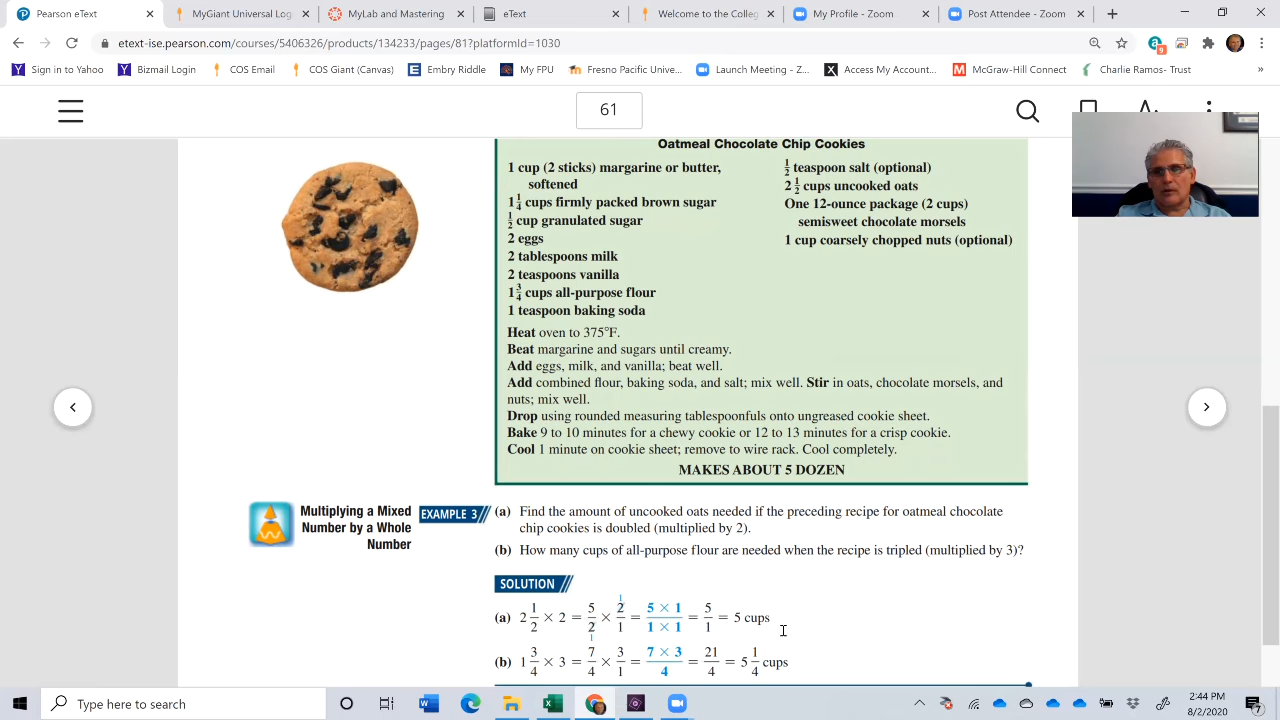 Pearson
MyGiant Universal Log
MyLab and Mastering
eText
Welcome to COS eColleg
My Profile - Zoom
Post Attendee - Zoom
etext-ise.pearson.com/courses/5406326/products/134233/pages/81?platformId=1030
9
Sign in to Yahoo
Bizmail Login
COS Email
COS Giant (Canvas)
Embry Riddle
My FPU
Fresno Pacific Unive...
Launch Meeting - Z...
Access My Account...
McGraw-Hill Connect
Charlie Ramos- Trust
»
61
Oatmeal Chocolate Chip Cookies
1 cup (2 sticks) margarine or butter,
softened
1 1/4 cups firmly packed brown sugar
1/2 cup granulated sugar
2 eggs
2 tablespoons milk
2 teaspoons vanilla
1 3/4 cups all-purpose flour
1 teaspoon baking soda
1/2 teaspoon salt (optional)
2 1/2 cups uncooked oats
One 12-ounce package (2 cups)
semisweet chocolate morsels
1 cup coarsely chopped nuts (optional)
Heat oven to 375°F.
Beat margarine and sugars until creamy.
Add eggs, milk, and vanilla; beat well.
Add combined flour, baking soda, and salt; mix well. Stir in oats, chocolate morsels, and
nuts; mix well.
Drop using rounded measuring tablespoonfuls onto ungreased cookie sheet.
Bake 9 to 10 minutes for a chewy cookie or 12 to 13 minutes for a crisp cookie.
Cool 1 minute on cookie sheet; remove to wire rack. Cool completely.
MAKES ABOUT 5 DOZEN
Multiplying a Mixed
Number by a Whole
Number
EXAMPLE 3
(a) Find the amount of uncooked oats needed if the preceding recipe for oatmeal chocolate
chip cookies is doubled (multiplied by 2).
(b) How many cups of all-purpose flour are needed when the recipe is tripled (multiplied by 3)?
SOLUTION
(a) 2 1/2 × 2 = 5/2 1 × 2 1/1 = 5 × 1/1 × 1 = 5/1 = 5 cups
(b) 1 3/4 × 3 = 7/4 × 3/1 = 7 × 3/4 = 21/4 = 5 1/4 cups
Type here to search
2:44 PM
8/2/2020
7